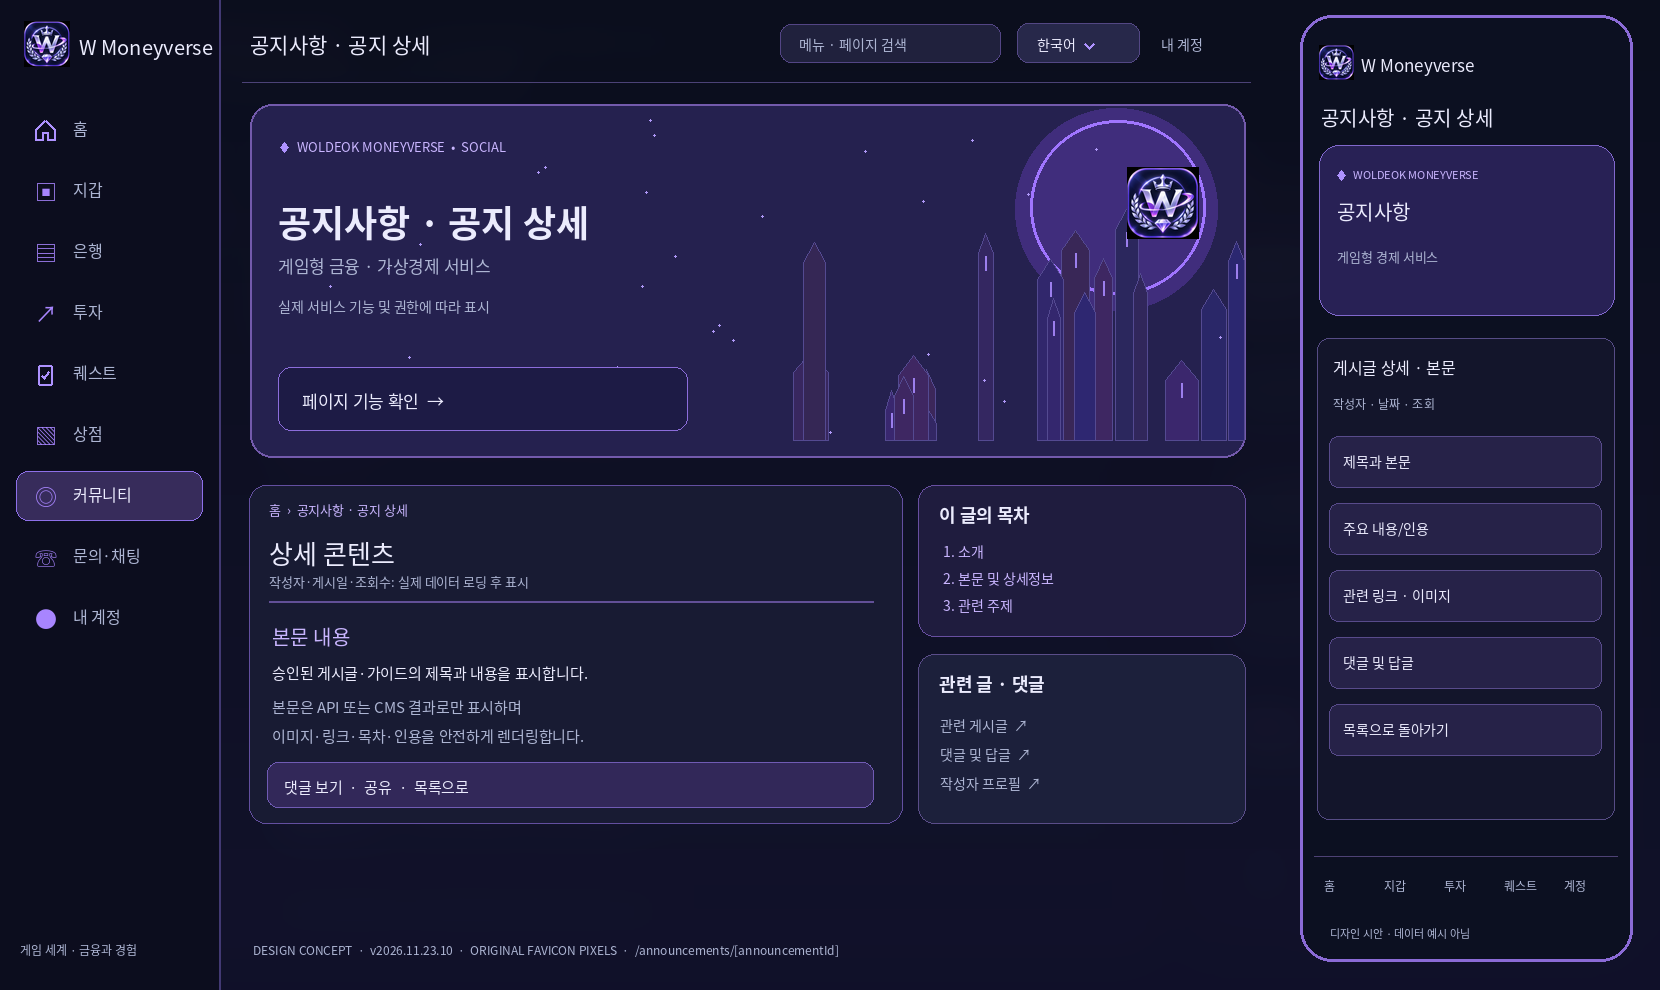 W Moneyverse
홈
지갑
은행
투자
퀘스트
상점
커뮤니티
문의·채팅
내 계정
게임 세계 · 금융과 경험
공지사항 · 공지 상세
메뉴 · 페이지 검색
한국어
내 계정
WOLDEOK MONEYVERSE • SOCIAL
공지사항 · 공지 상세
게임형 금융 · 가상경제 서비스
실제 서비스 기능 및 권한에 따라 표시
페이지 기능 확인 →
홈 › 공지사항 · 공지 상세
상세 콘텐츠
작성자·게시일·조회수: 실제 데이터 로딩 후 표시
본문 내용
승인된 게시글·가이드의 제목과 내용을 표시합니다.
본문은 API 또는 CMS 결과로만 표시하며
이미지·링크·목차·인용을 안전하게 렌더링합니다.
댓글 보기 · 공유 · 목록으로
이 글의 목차
1. 소개
2. 본문 및 상세정보
3. 관련 주제
관련 글 · 댓글
관련 게시글 ↗
댓글 및 답글 ↗
작성자 프로필 ↗
DESIGN CONCEPT · v2026.11.23.10 · ORIGINAL FAVICON PIXELS · /announcements/[announcementId]
W Moneyverse
공지사항 · 공지 상세
WOLDEOK MONEYVERSE
공지사항
게임형 경제 서비스
게시글 상세 · 본문
작성자 · 날짜 · 조회
제목과 본문
주요 내용/인용
관련 링크 · 이미지
댓글 및 답글
목록으로 돌아가기
홈 지갑 투자 퀘스트 계정
디자인 시안 · 데이터 예시 아님